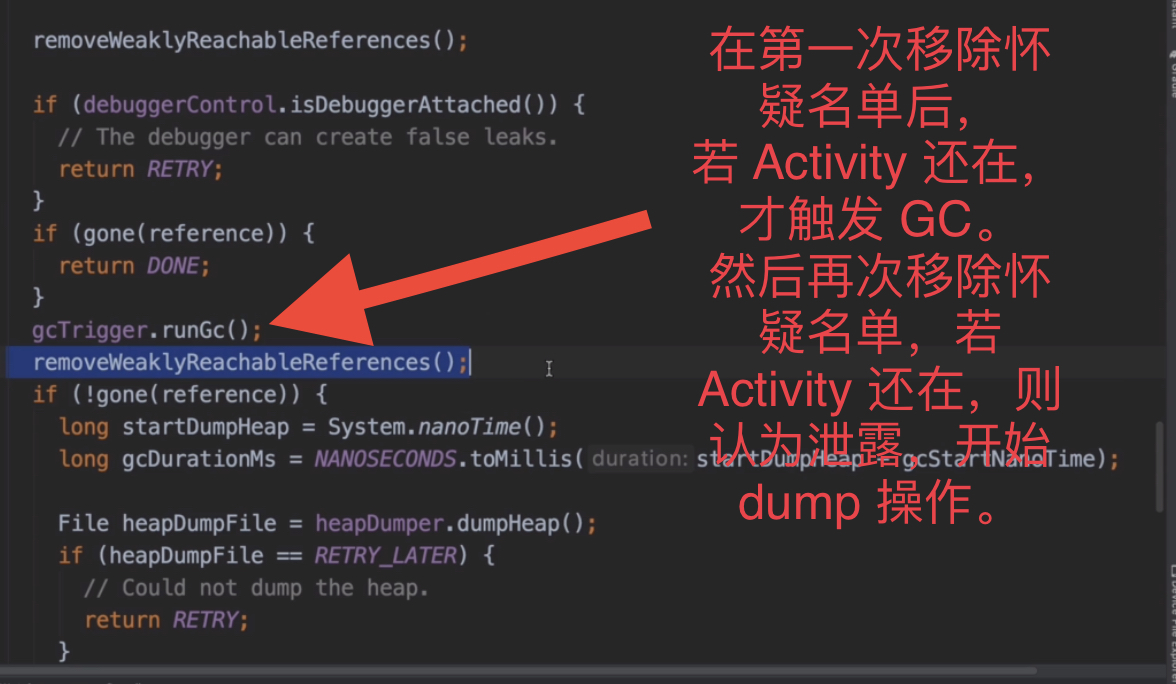 removeWeaklyReachableReferences();
if (debuggerControl.isDebuggerAttached()) {
// The debugger can create false leaks.
return RETRY;
}
if (gone(reference)) {
return DONE;
}
gcTrigger.runGc();
removeWeaklyReachableReferences();
if (!gone(reference)) {
long startDumpHeap = System.nanoTime();
long gcDurationMs = NANOSECONDS.toMillis( duration: startDumpHeap - gcStartNanoTime);
File heapDumpFile = heapDumper.dumpHeap();
if (heapDumpFile == RETRY_LATER) {
// Could not dump the heap.
return RETRY;
}
在第一次移除怀
疑名单后，
若 Activity 还在，
才触发 GC。
然后再次移除怀
疑名单，若
Activity 还在，则
认为泄露，开始
dump 操作。